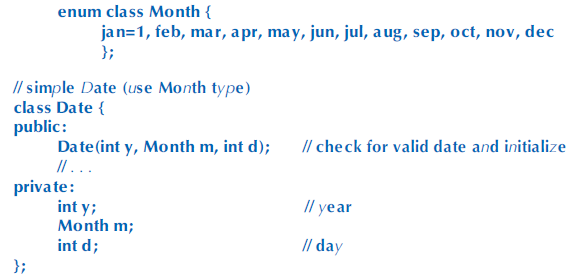 enum class Month {
jan=1, feb, mar, apr, may, jun, jul, aug, sep, oct, nov, dec
};
// simple Date (use Month type)
class Date {
public:
Date(int y, Month m, int d); // check for valid date and initialize
// . . .
private:
int y; // year
Month m;
int d; // day
};